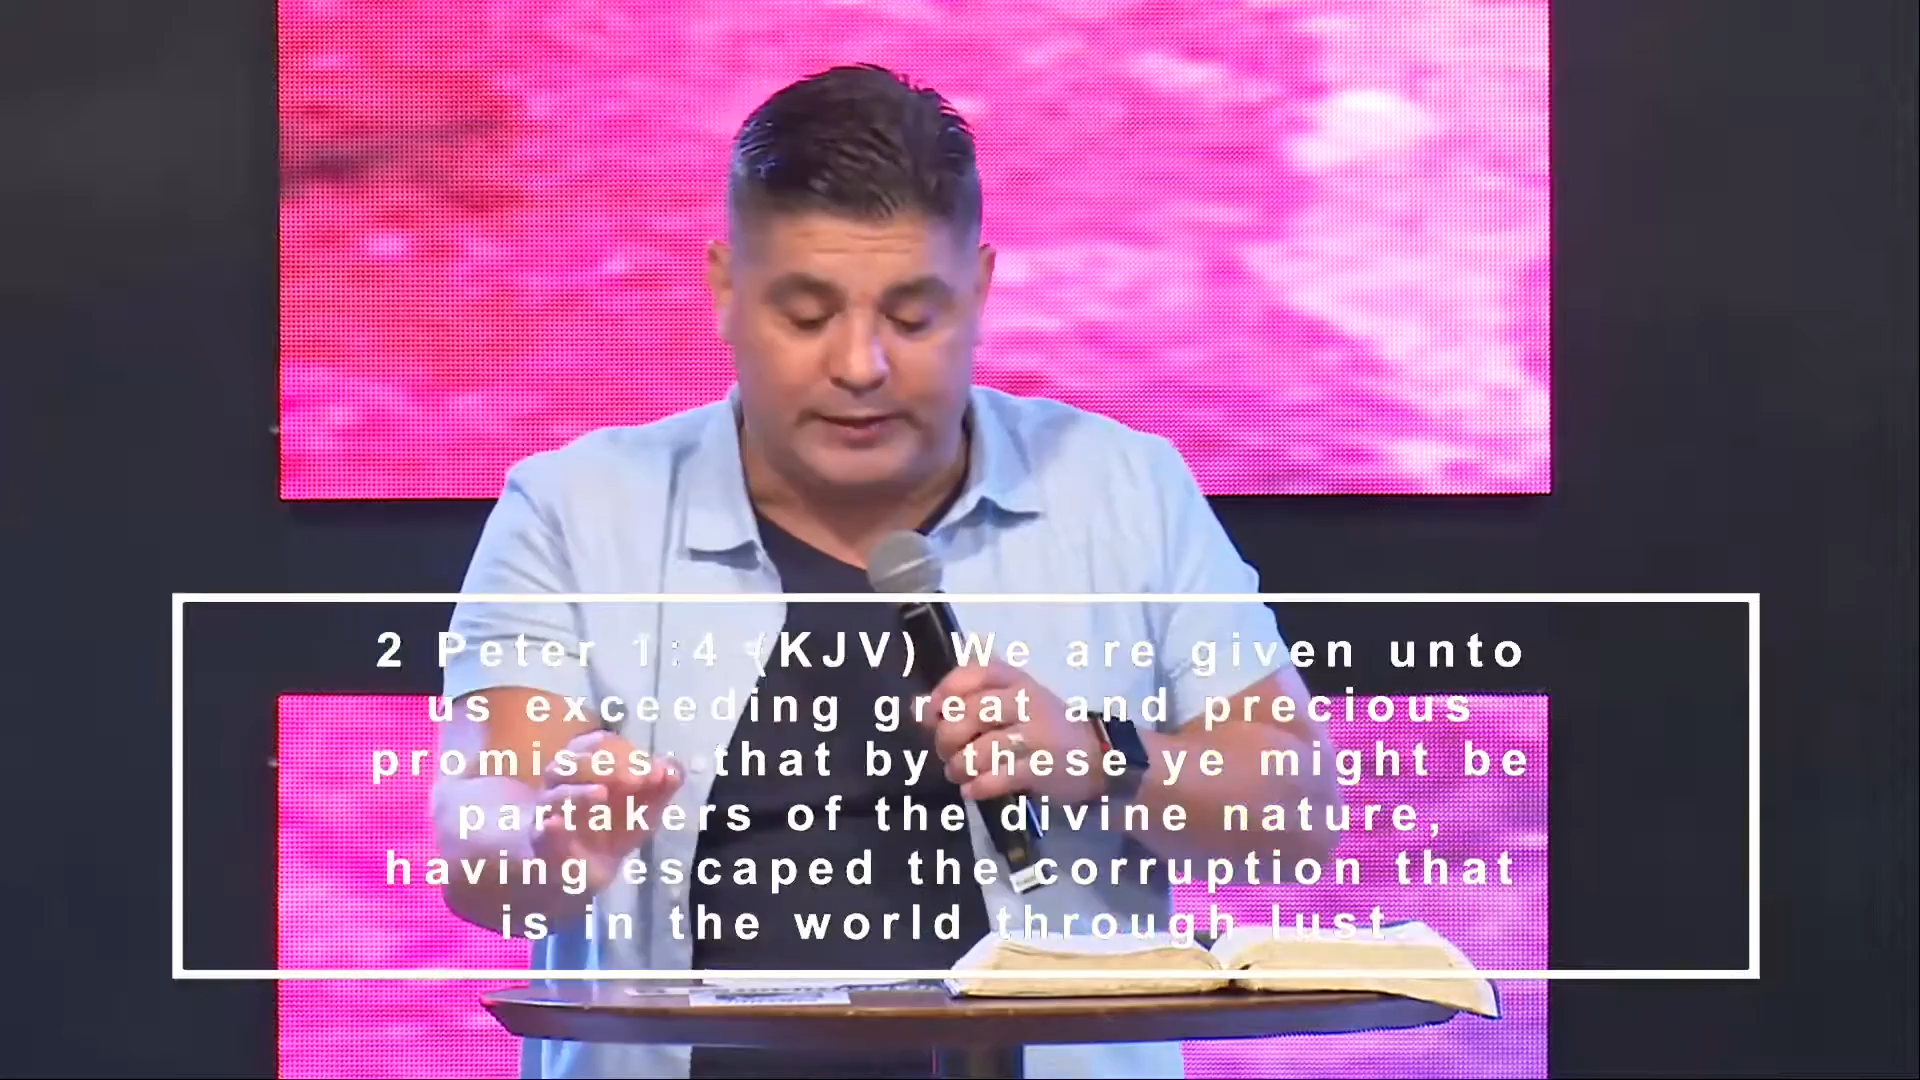 2 Peter 1:4 (KJV) We are given unto
us exceeding great and precious
promises: that by these ye might be
partakers of the divine nature,
having escaped the corruption that
is in the world through lust.